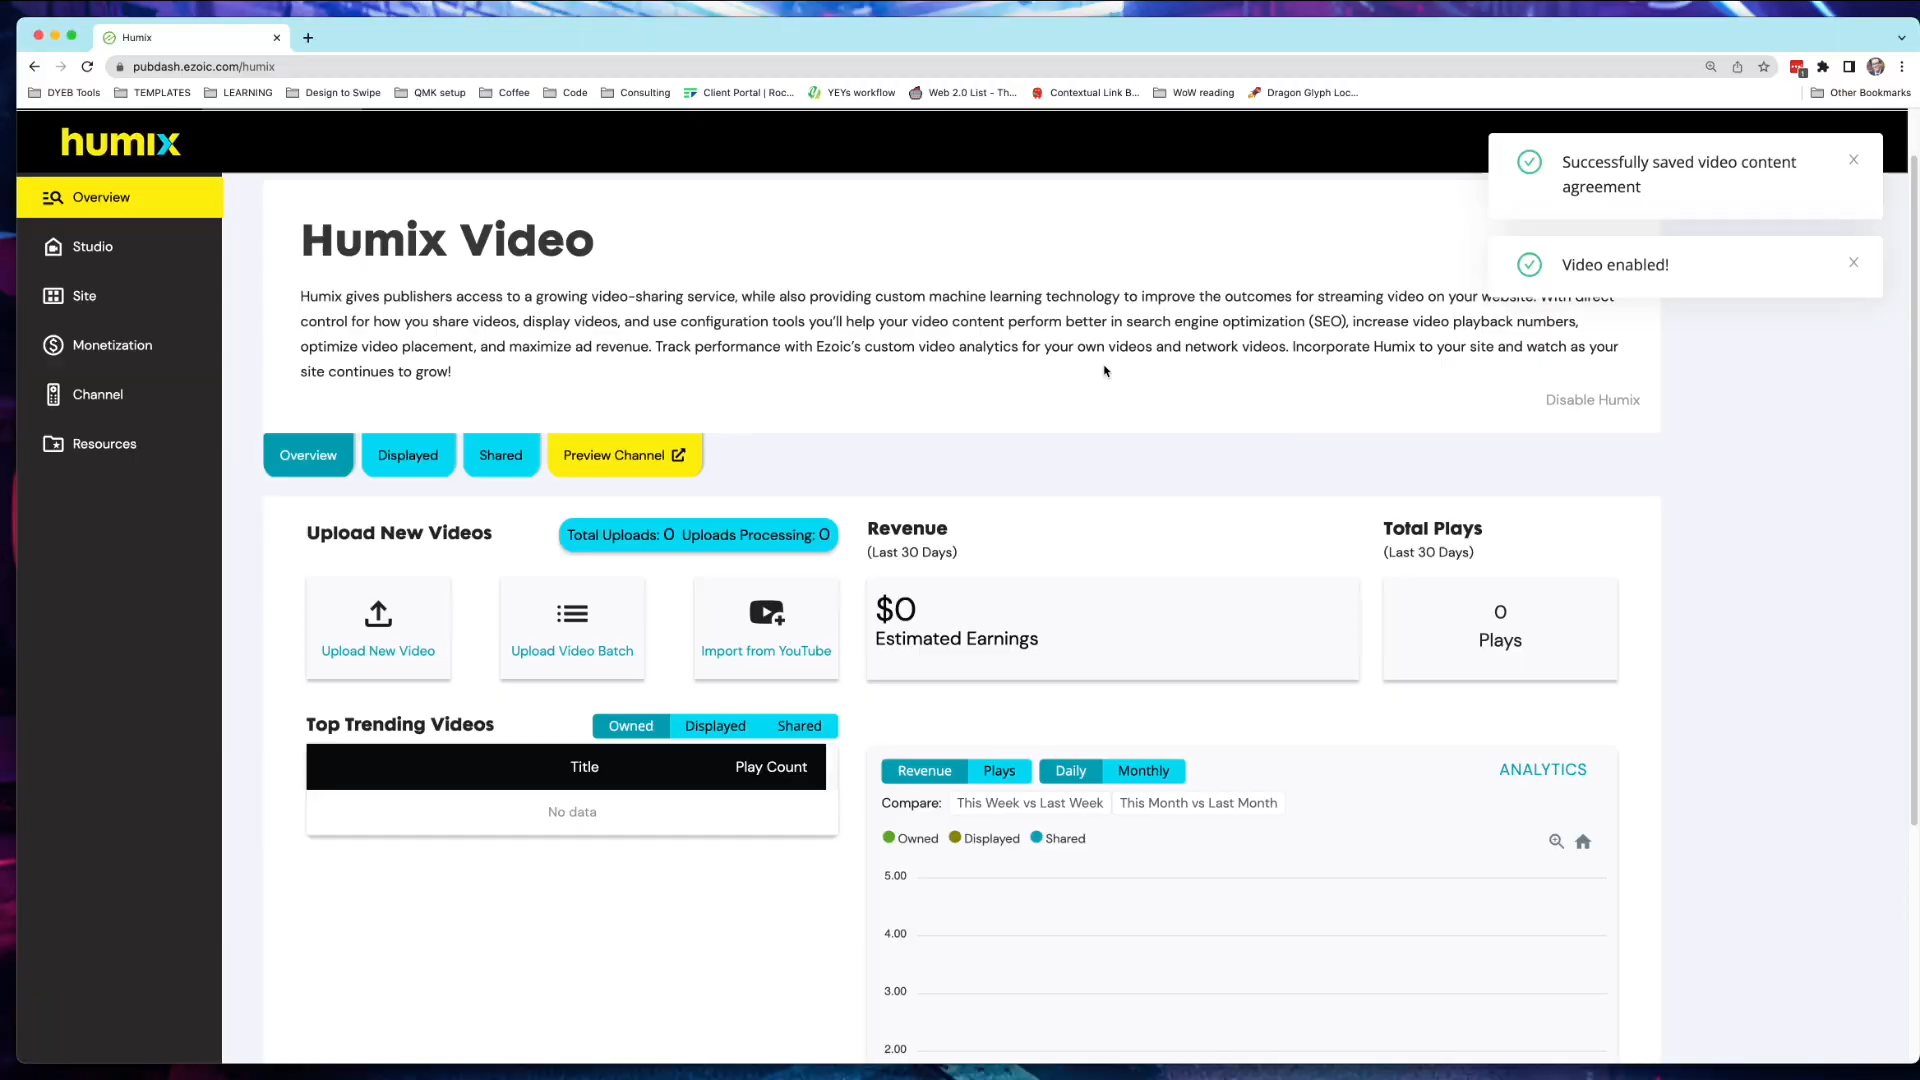 Humix
pubdash.ezoic.com/humix
DYEB Tools
TEMPLATES
LEARNING
Design to Swipe
QMK setup
Coffee
Code
Consulting
Client Portal | Roc...
YEYs workflow
Web 2.0 List - Th...
Contextual Link B...
WoW reading
Dragon Glyph Loc...
Other Bookmarks
humix
Successfully saved video content
agreement
Video enabled!
Overview
Studio
Site
Monetization
Channel
Resources
Humix Video
Humix gives publishers access to a growing video-sharing service, while also providing custom machine learning technology to improve the outcomes for streaming video on your website. With direct
control for how you share videos, display videos, and use configuration tools you'll help your video content perform better in search engine optimization (SEO), increase video playback numbers,
optimize video placement, and maximize ad revenue. Track performance with Ezoic's custom video analytics for your own videos and network videos. Incorporate Humix to your site and watch as your
site continues to grow!
Disable Humix
Overview
Displayed
Shared
Preview Channel
Upload New Videos
Total Uploads: 0 Uploads Processing: 0
Upload New Video
Upload Video Batch
Import from YouTube
Revenue
(Last 30 Days)
$0
Estimated Earnings
Total Plays
(Last 30 Days)
0
Plays
Top Trending Videos
Owned
Displayed
Shared
Title
Play Count
No data
Revenue
Plays
Daily
Monthly
ANALYTICS
Compare:
This Week vs Last Week
This Month vs Last Month
Owned
Displayed
Shared
5.00
4.00
3.00
2.00